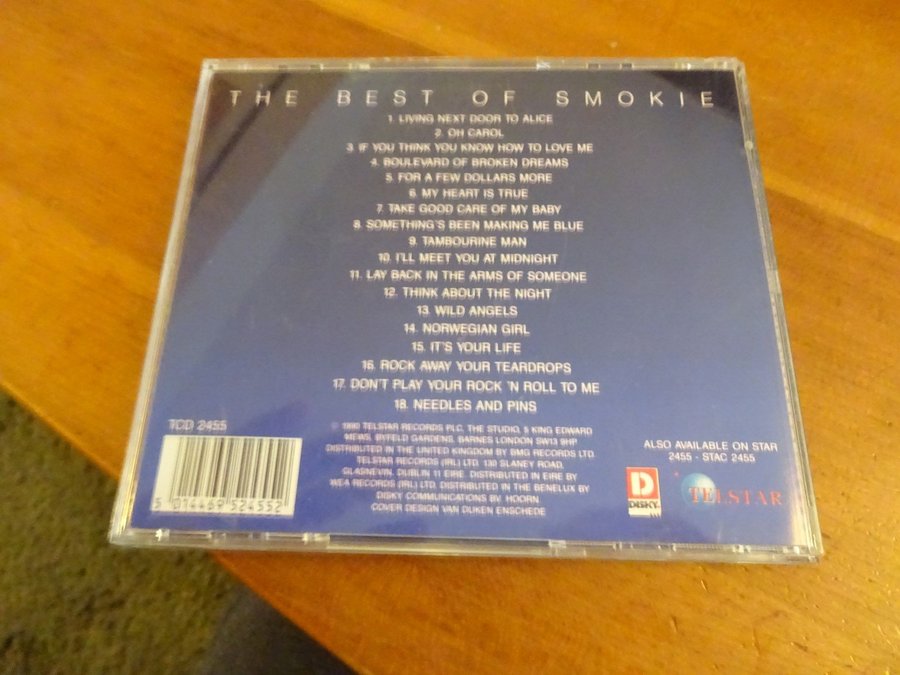 THE BEST OF SMOKIE
1. LIVING NEXT DOOR TO ALICE
2. OH CAROL
3. IF YOU THINK YOU KNOW HOW TO LOVE ME
4. BOULEVARD OF BROKEN DREAMS
5. FOR A FEW DOLLARS MORE
6. MY HEART IS TRUE
7. TAKE GOOD CARE OF MY BABY
8. SOMETHING'S BEEN MAKING ME BLUE
9. TAMBOURINE MAN
10. I'LL MEET YOU AT MIDNIGHT
11. LAY BACK IN THE ARMS OF SOMEONE
12. THINK ABOUT THE NIGHT
13. WILD ANGELS
14. NORWEGIAN GIRL
15. IT'S YOUR LIFE
16. ROCK AWAY YOUR TEARDROPS
17. DON'T PLAY YOUR ROCK 'N ROLL TO ME
18. NEEDLES AND PINS
TCD 2455
5 014469 524552
© 1990 TELSTAR RECORDS PLC, THE STUDIO, 5 KING EDWARD
MEWS, BYFELD GARDENS, BARNES LONDON SW13 9HP
DISTRIBUTED IN THE UNITED KINGDOM BY BMG RECORDS LTD.
TELSTAR RECORDS (IRL) LTD. 130 SLANEY ROAD,
GLASNEVIN, DUBLIN 11 EIRE. DISTRIBUTED IN EIRE BY
WEA RECORDS (IRL) LTD. DISTRIBUTED IN THE BENELUX BY
DISKY COMMUNICATIONS BV. HOORN.
COVER DESIGN VAN DIJKEN ENSCHEDE
ALSO AVAILABLE ON STAR
2455 - STAC 2455
D
DISKY
TELSTAR